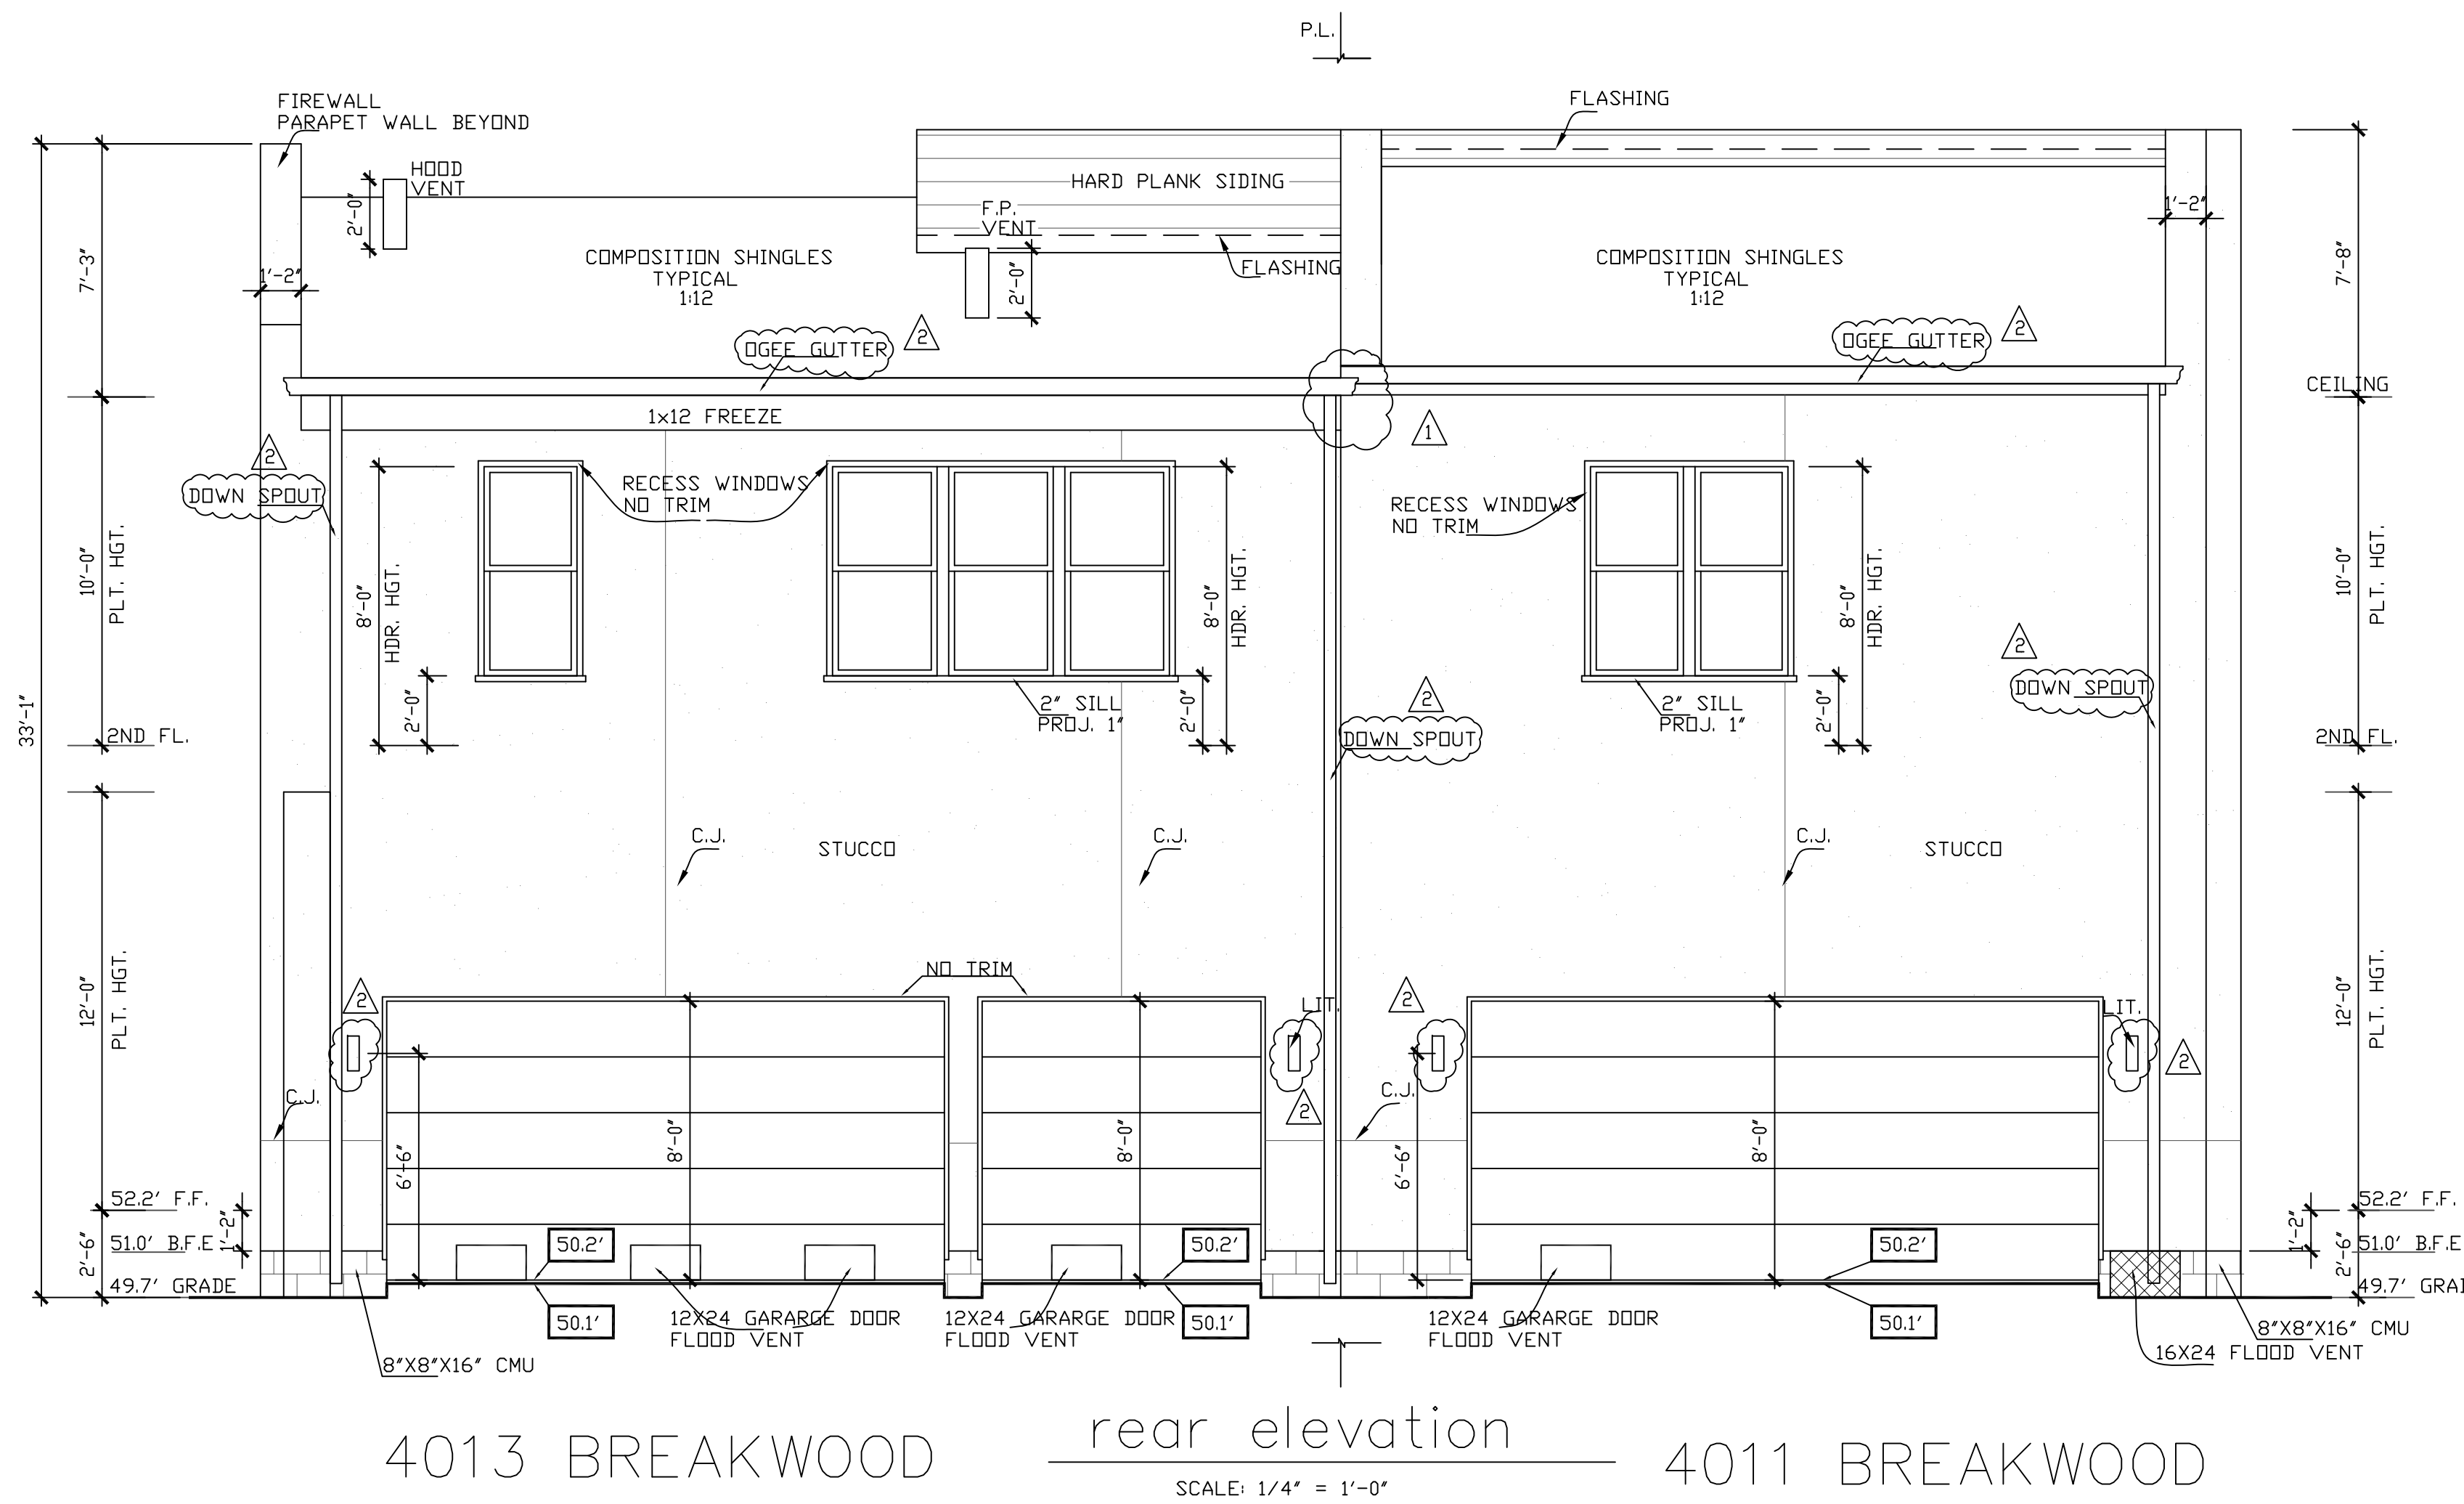 P.L.
FIREWALL
PARAPET WALL BEYOND
FLASHING
HOOD
VENT
2'-0"
HARD PLANK SIDING
F.P.
VENT
1'-2"
7'-3"
COMPOSITION SHINGLES
TYPICAL
1:12
FLASHING
2'-0"
COMPOSITION SHINGLES
TYPICAL
1:12
7'-8"
1'-2"
OGEE GUTTER
2
OGEE GUTTER
2
CEILING
1x12 FREEZE
1
2
DOWN SPOUT
RECESS WINDOWS
NO TRIM
RECESS WINDOWS
NO TRIM
10'-0"
PLT. HGT.
8'-0"
HDR. HGT.
2'-0"
8'-0"
HDR. HGT.
2'-0"
8'-0"
HDR. HGT.
2'-0"
10'-0"
PLT. HGT.
2
DOWN SPOUT
33'-1"
2" SILL
PROJ. 1"
2
DOWN SPOUT
2" SILL
PROJ. 1"
2ND FL.
2ND FL.
C.J.
STUCCO
C.J.
C.J.
STUCCO
12'-0"
PLT. HGT.
NO TRIM
12'-0"
PLT. HGT.
2
LIT.
2
LIT.
2
2
C.J.
C.J.
6'-6"
8'-0"
8'-0"
6'-6"
8'-0"
52.2' F.F.
1'-2"
51.0' B.F.E
2'-6"
49.7' GRADE
50.2'
50.2'
50.2'
52.2' F.F.
1'-2"
51.0' B.F.E
2'-6"
49.7' GRA
50.1'
50.1'
50.1'
12X24 GARARGE DOOR
FLOOD VENT
12X24 GARARGE DOOR
FLOOD VENT
12X24 GARARGE DOOR
FLOOD VENT
8"X8"X16" CMU
16X24 FLOOD VENT
8"X8"X16" CMU
4013 BREAKWOOD
rear elevation
4011 BREAKWOOD
SCALE: 1/4" = 1'-0"